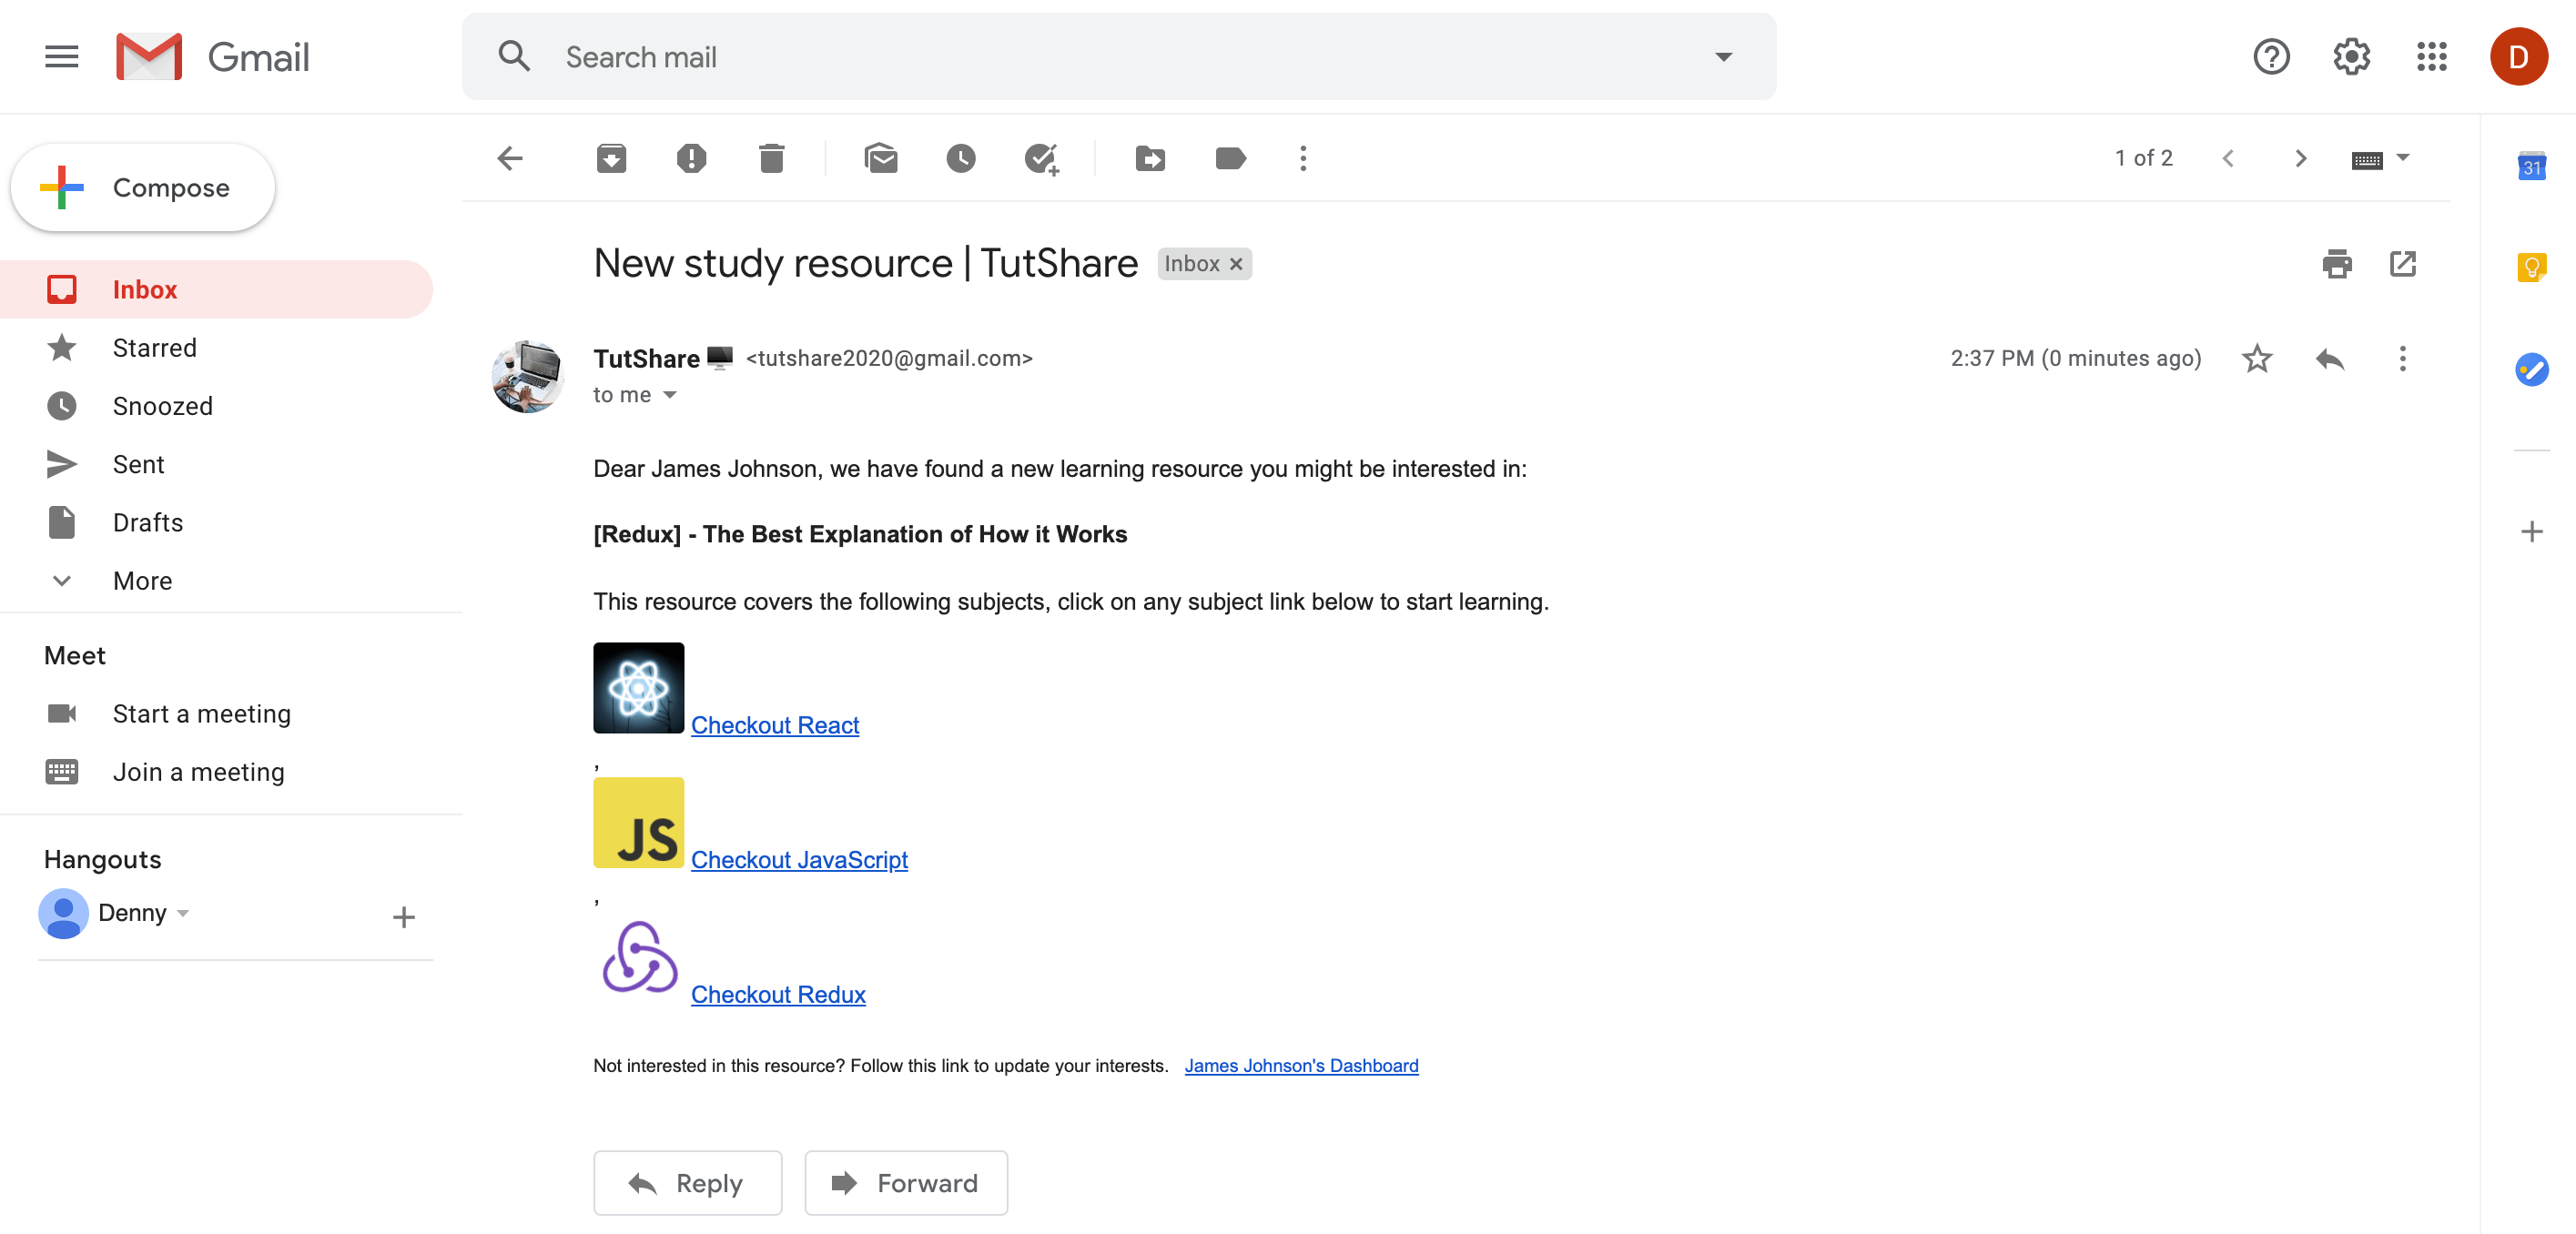 Gmail
Search mail
D
Compose
1 of 2
31
New study resource | TutShare Inbox ×
Inbox
Starred
Snoozed
Sent
Drafts
More
TutShare <tutshare2020@gmail.com>
2:37 PM (0 minutes ago)
to me
Dear James Johnson, we have found a new learning resource you might be interested in:
[Redux] - The Best Explanation of How it Works
This resource covers the following subjects, click on any subject link below to start learning.
Meet
Start a meeting
Join a meeting
Checkout React
,
JS
Checkout JavaScript
,
Checkout Redux
Hangouts
Denny
Not interested in this resource? Follow this link to update your interests. James Johnson's Dashboard
Reply
Forward